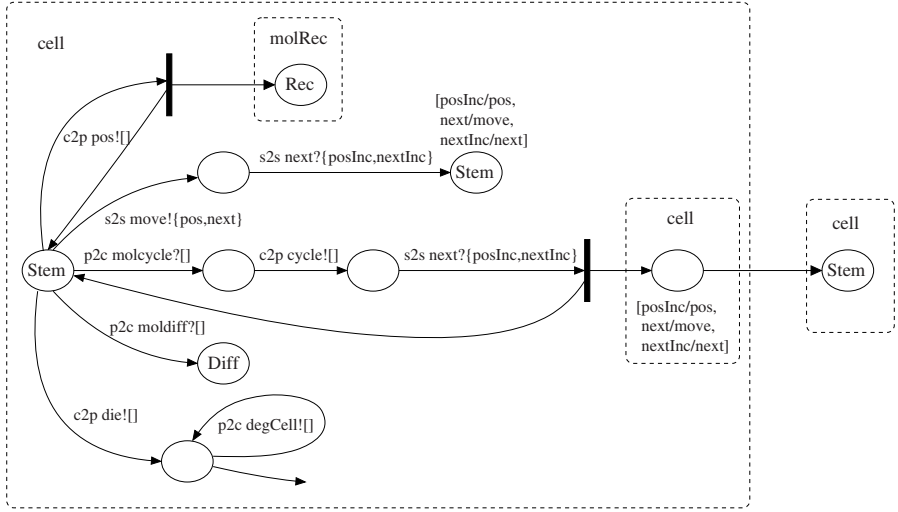 cell
molRec
Rec
[posInc/pos,
next/move,
nextInc/next]
c2p pos![]
s2s next?{posInc,nextInc}
Stem
s2s move!{pos,next}
cell
cell
p2c molcycle?[]
c2p cycle![]
s2s next?{posInc,nextInc}
Stem
Stem
[posInc/pos,
next/move,
nextInc/next]
p2c moldiff?[]
Diff
c2p die![]
p2c degCell![]